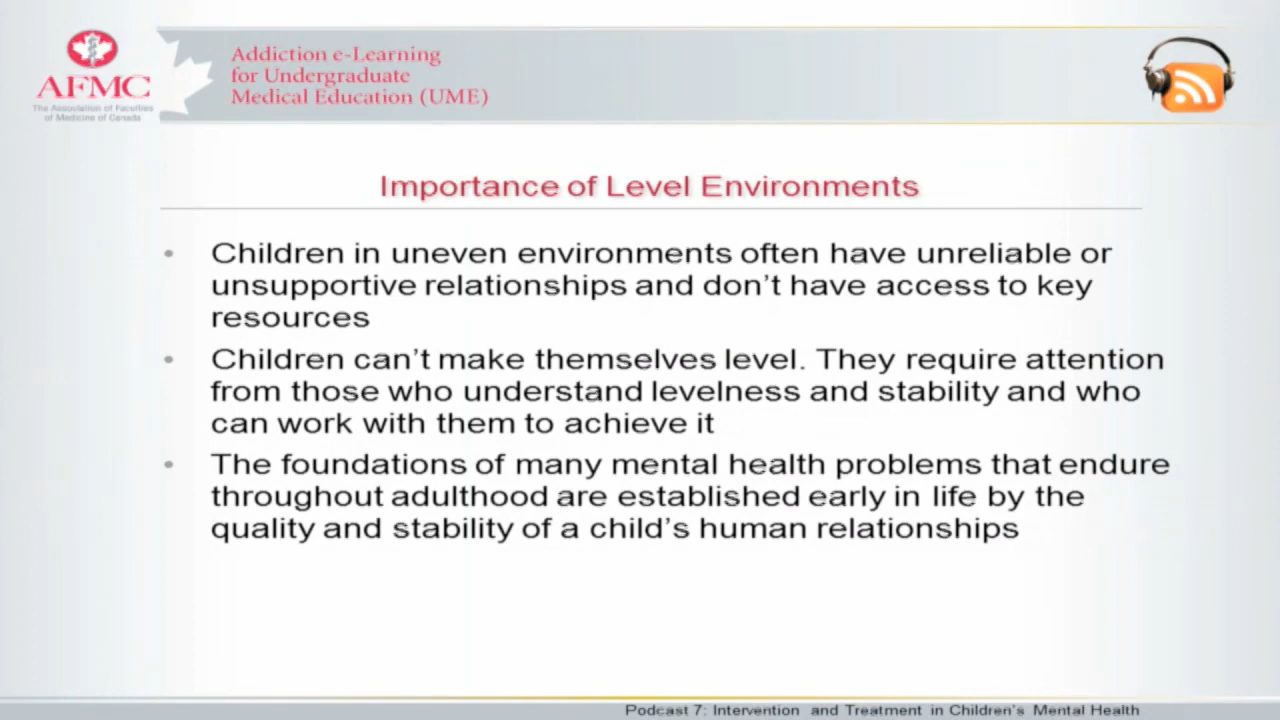 AFMC
The Association of Faculties
of Medicine of Canada
Addiction e-Learning
for Undergraduate
Medical Education (UME)
Importance of Level Environments
• Children in uneven environments often have unreliable or
unsupportive relationships and don't have access to key
resources
• Children can't make themselves level. They require attention
from those who understand levelness and stability and who
can work with them to achieve it
• The foundations of many mental health problems that endure
throughout adulthood are established early in life by the
quality and stability of a child's human relationships
Podcast 7: Intervention and Treatment in Children's Mental Health